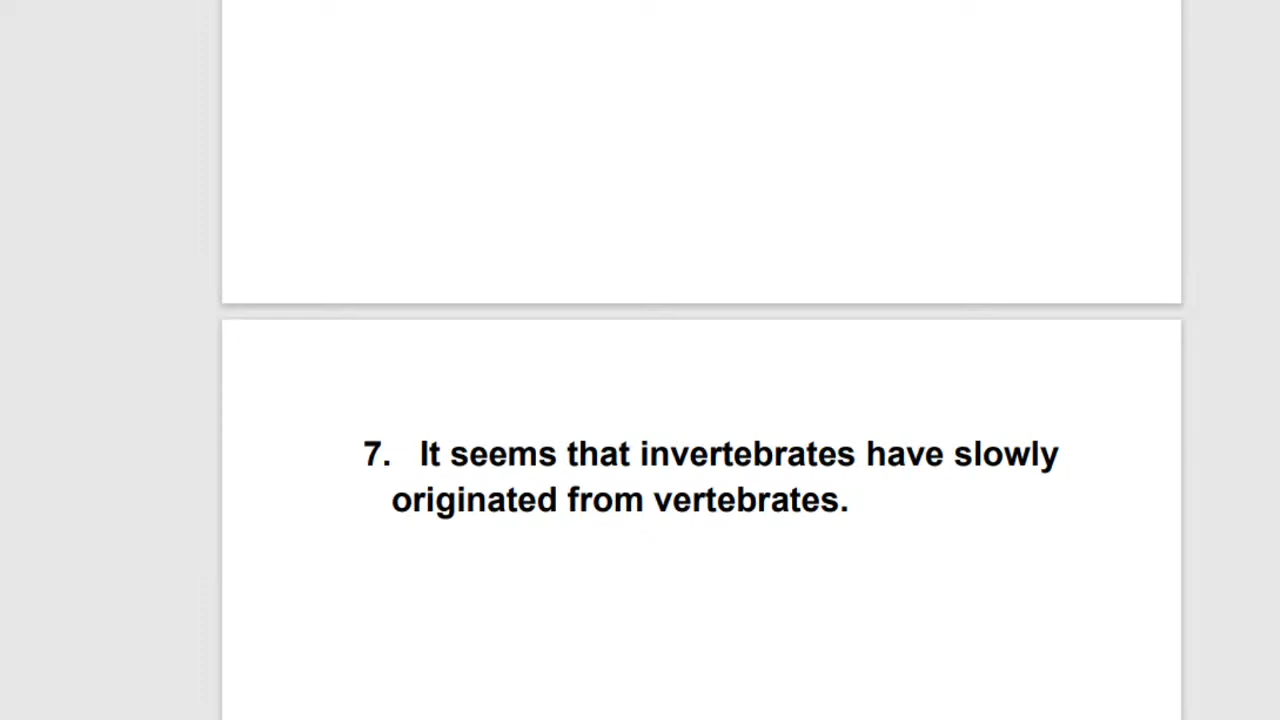 7. It seems that invertebrates have slowly
originated from vertebrates.